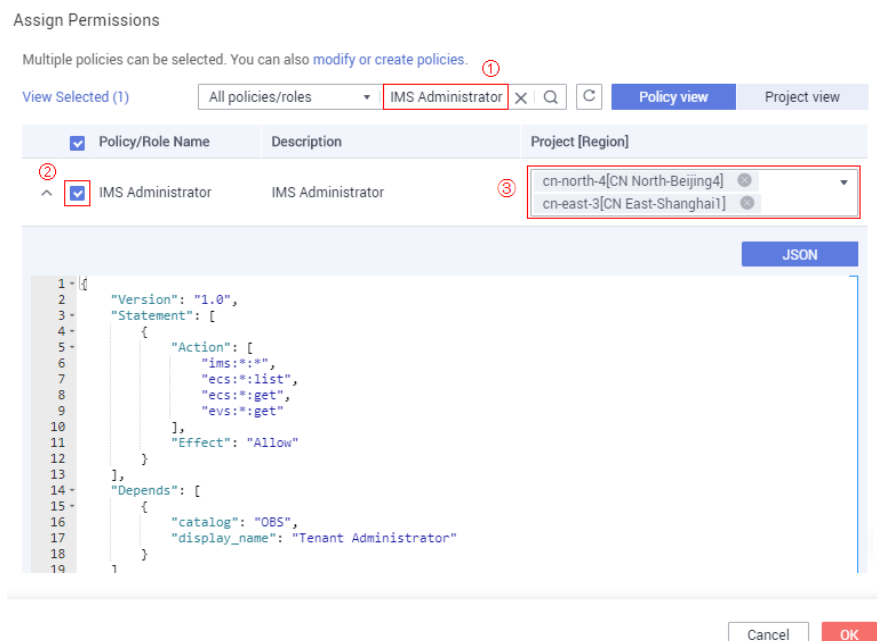 Assign Permissions
Multiple policies can be selected. You can also modify or create policies.
①
View Selected (1) All policies/roles IMS Administrator Policy view Project view
Policy/Role Name Description Project [Region]
②
IMS Administrator IMS Administrator ③ cn-north-4[CN North-Beijing4]
cn-east-3[CN East-Shanghai1]
JSON
1 {
2 "Version": "1.0",
3 "Statement": [
4 {
5 "Action": [
6 "ims:*:*",
7 "ecs:*:list",
8 "ecs:*:get",
9 "evs:*:get"
10 ],
11 "Effect": "Allow"
12 }
13 ],
14 "Depends": [
15 {
16 "catalog": "OBS",
17 "display_name": "Tenant Administrator"
18 }
19 ]
Cancel OK